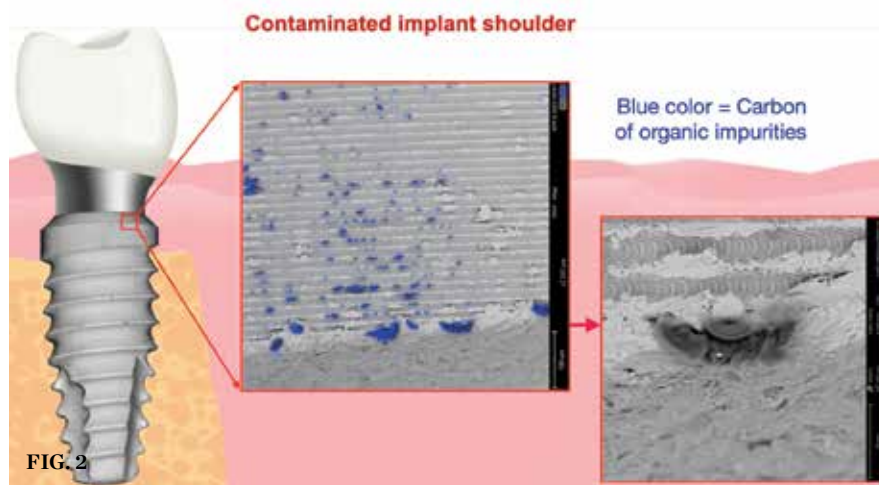 Contaminated implant shoulder
Blue color = Carbon
of organic impurities
FIG. 2